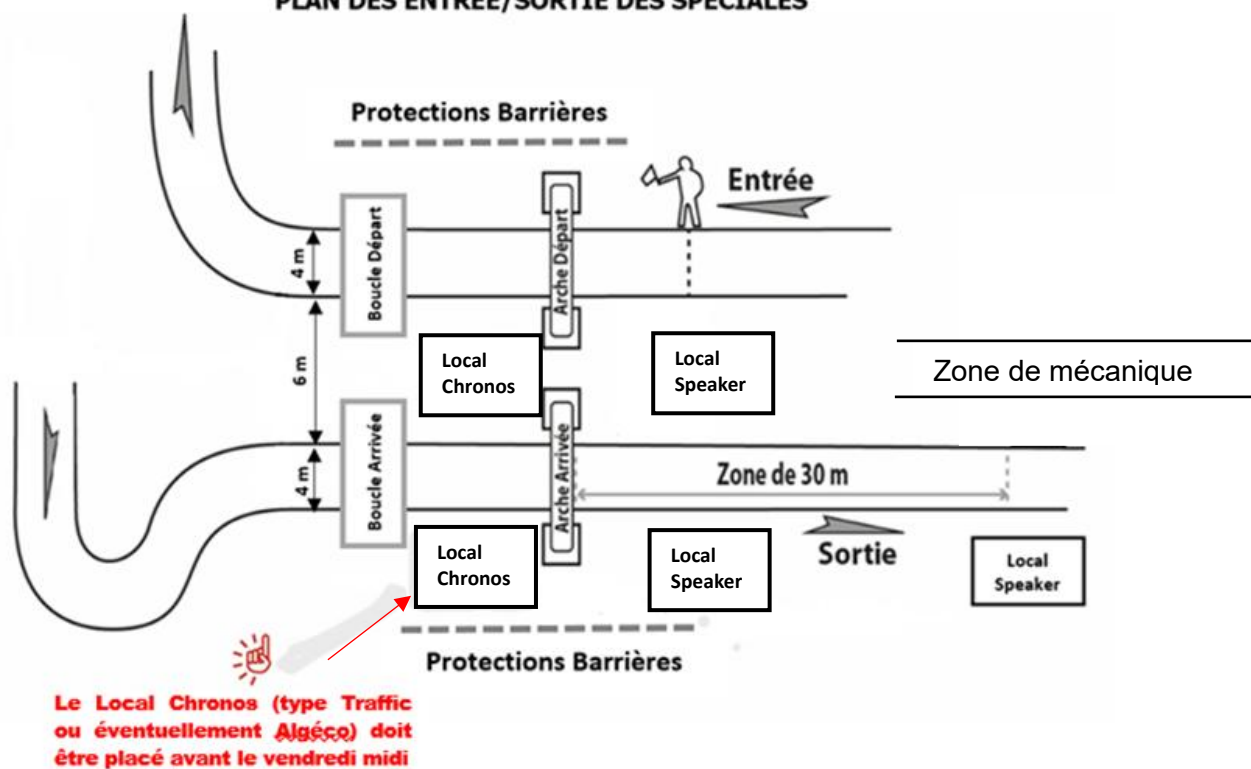 PLAN DES ENTREE/SORTIE DES SPECIALES
Protections Barrières
Entrée
Boucle Départ
Arche Départ
4 m
6 m
Local
Chronos
Local
Speaker
Zone de mécanique
Boucle Arrivée
Arche Arrivée
4 m
Zone de 30 m
Local
Chronos
Local
Speaker
Sortie
Local
Speaker
Protections Barrières
Le Local Chronos (type Traffic
ou éventuellement Algéco) doit
être placé avant le vendredi midi